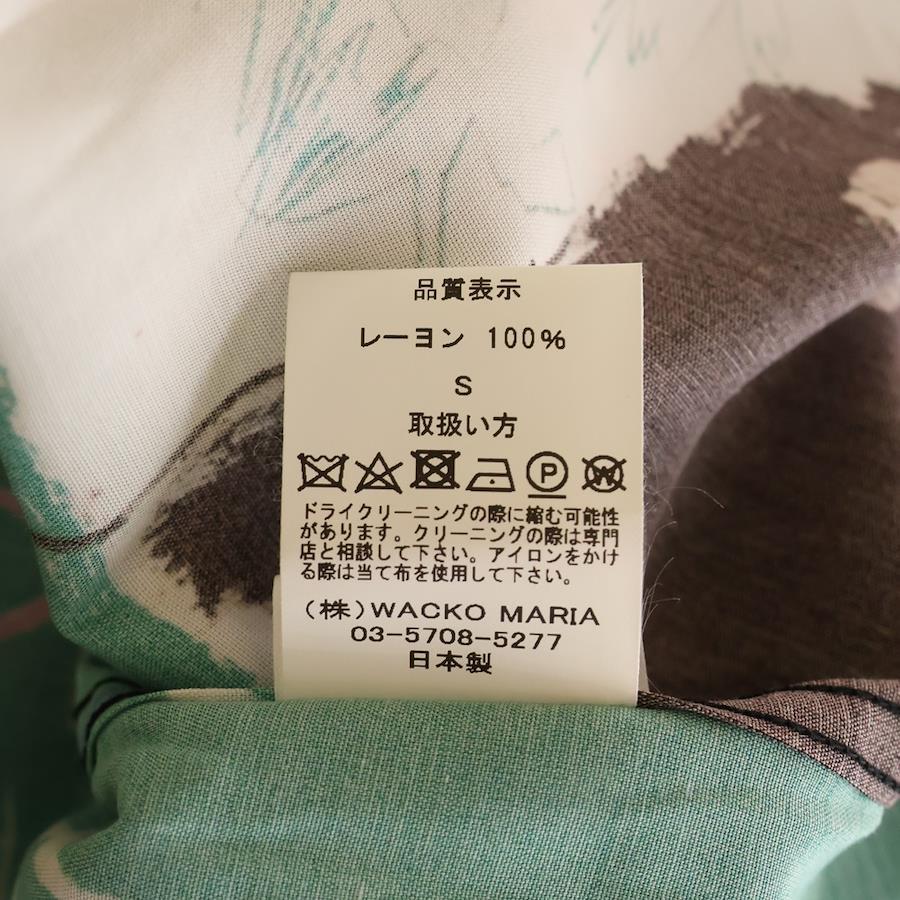 品質表示
レーヨン 100%
S
取扱い方
P W
ドライクリーニングの際に縮む可能性
があります。クリーニングの際は専門
店と相談して下さい。アイロンをかけ
る際は当て布を使用して下さい。
(株)WACKO MARIA
03-5708-5277
日本製